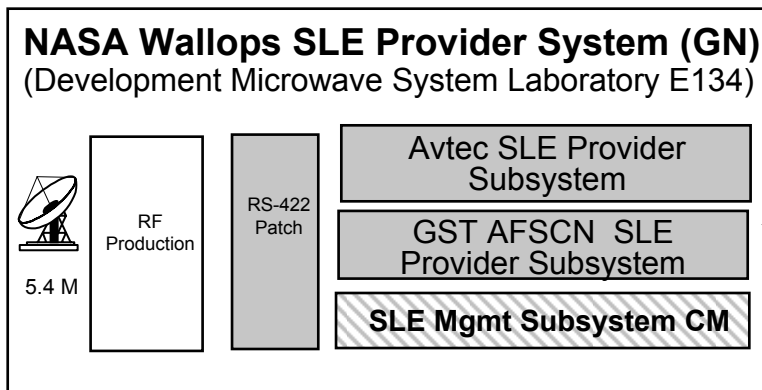 NASA Wallops SLE Provider System (GN)
(Development Microwave System Laboratory E134)
5.4 M
RF
Production
RS-422
Patch
Avtec SLE Provider
Subsystem
GST AFSCN SLE
Provider Subsystem
SLE Mgmt Subsystem CM